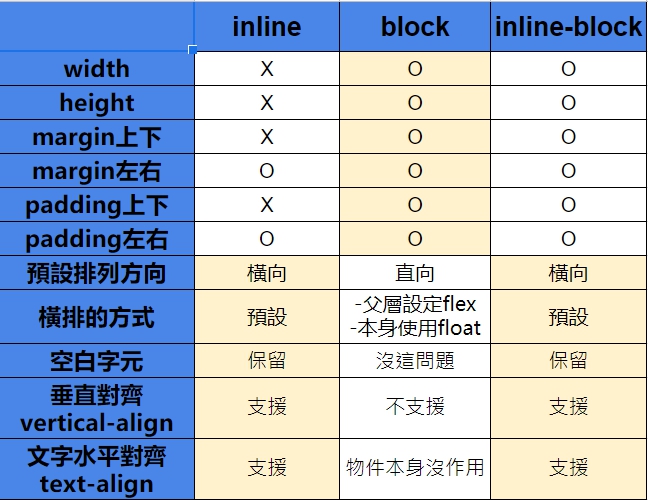 inline block inline-block
width X O O
height X O O
margin上下 X O O
margin左右 O O O
padding上下 X O O
padding左右 O O O
預設排列方向 橫向 直向 橫向
橫排的方式 預設 -父層設定flex 預設
-本身使用float
空白字元 保留 沒這問題 保留
垂直對齊
vertical-align 支援 不支援 支援
文字水平對齊
text-align 支援 物件本身沒作用 支援